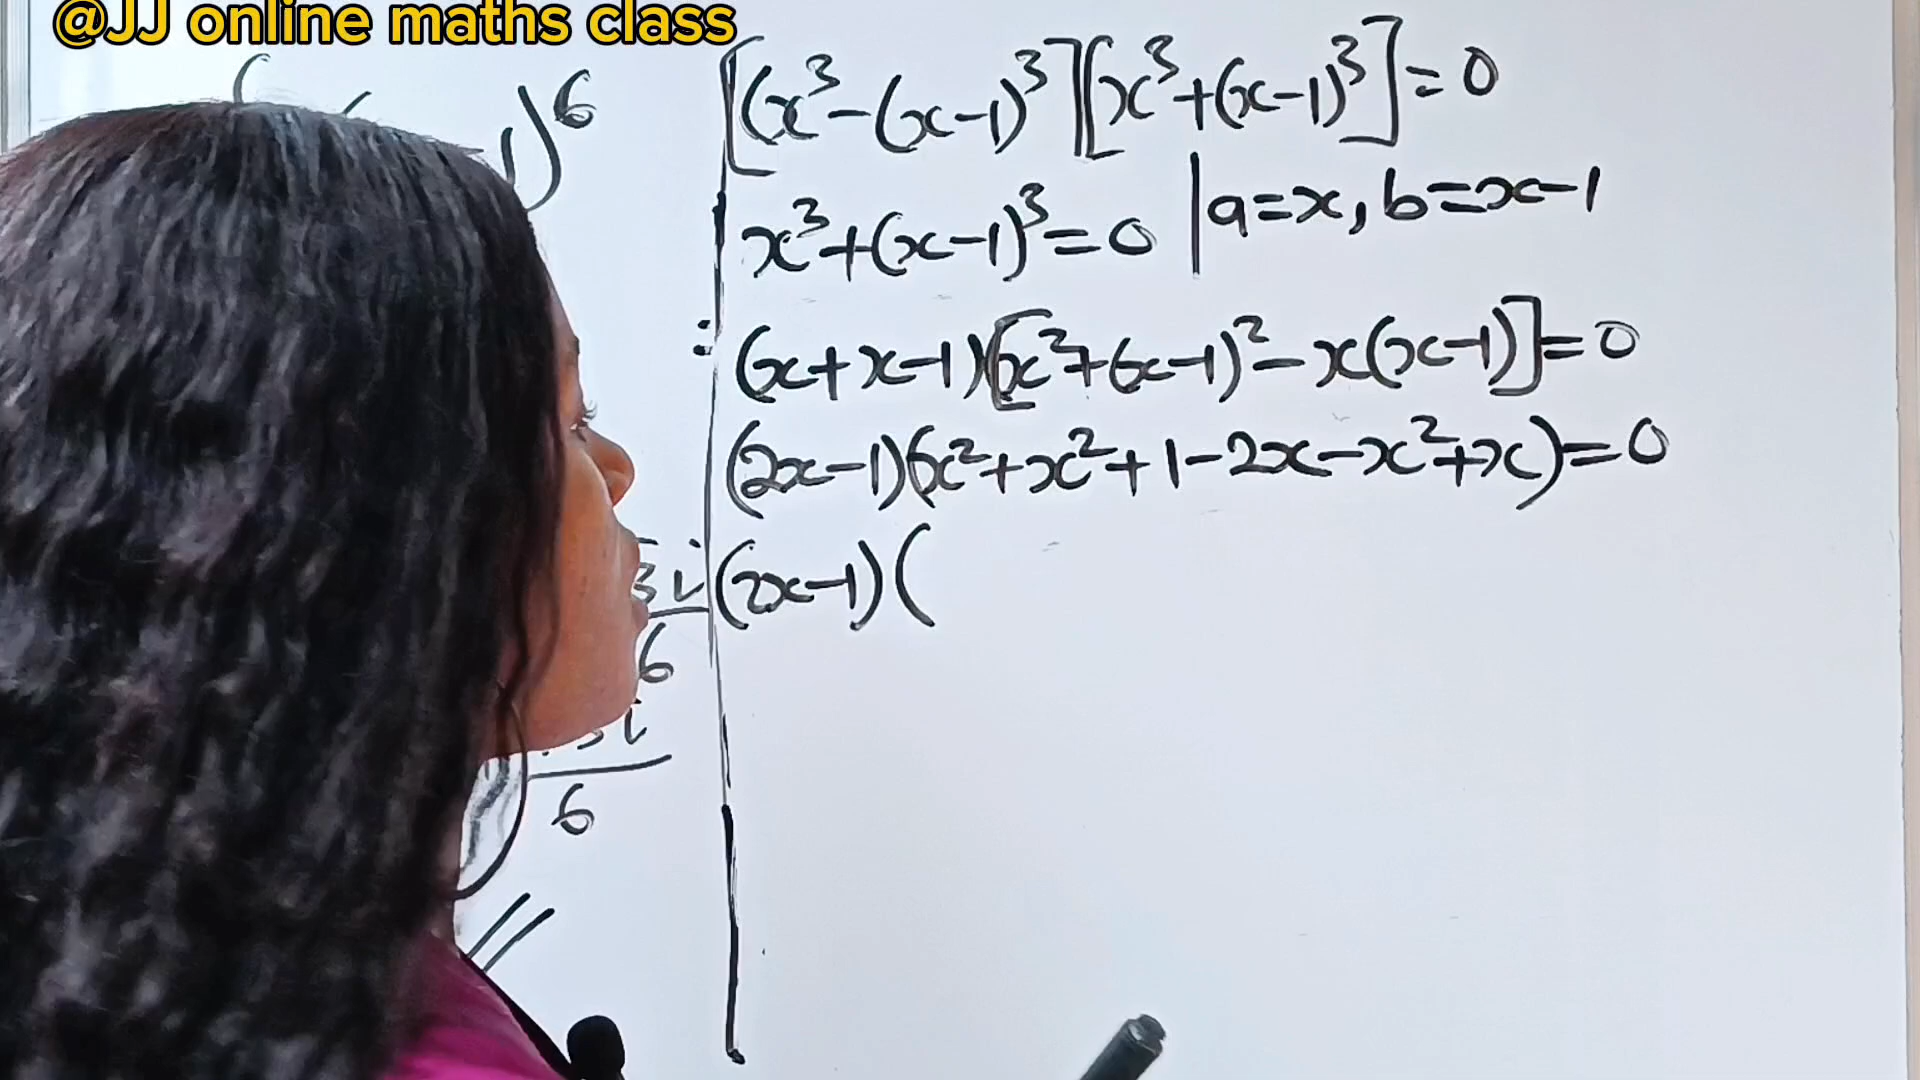 @JJ online maths class
)⁶
[(x³-(x-1)³][x³+(x-1)³]=0
x³+(x-1)³=0 | a=x, b=x-1
(x+x-1)[x²+(x-1)²-x(x-1)]=0
(2x-1)(x²+x²+1-2x-x²+x)=0
(2x-1)(
3i
6
i
6